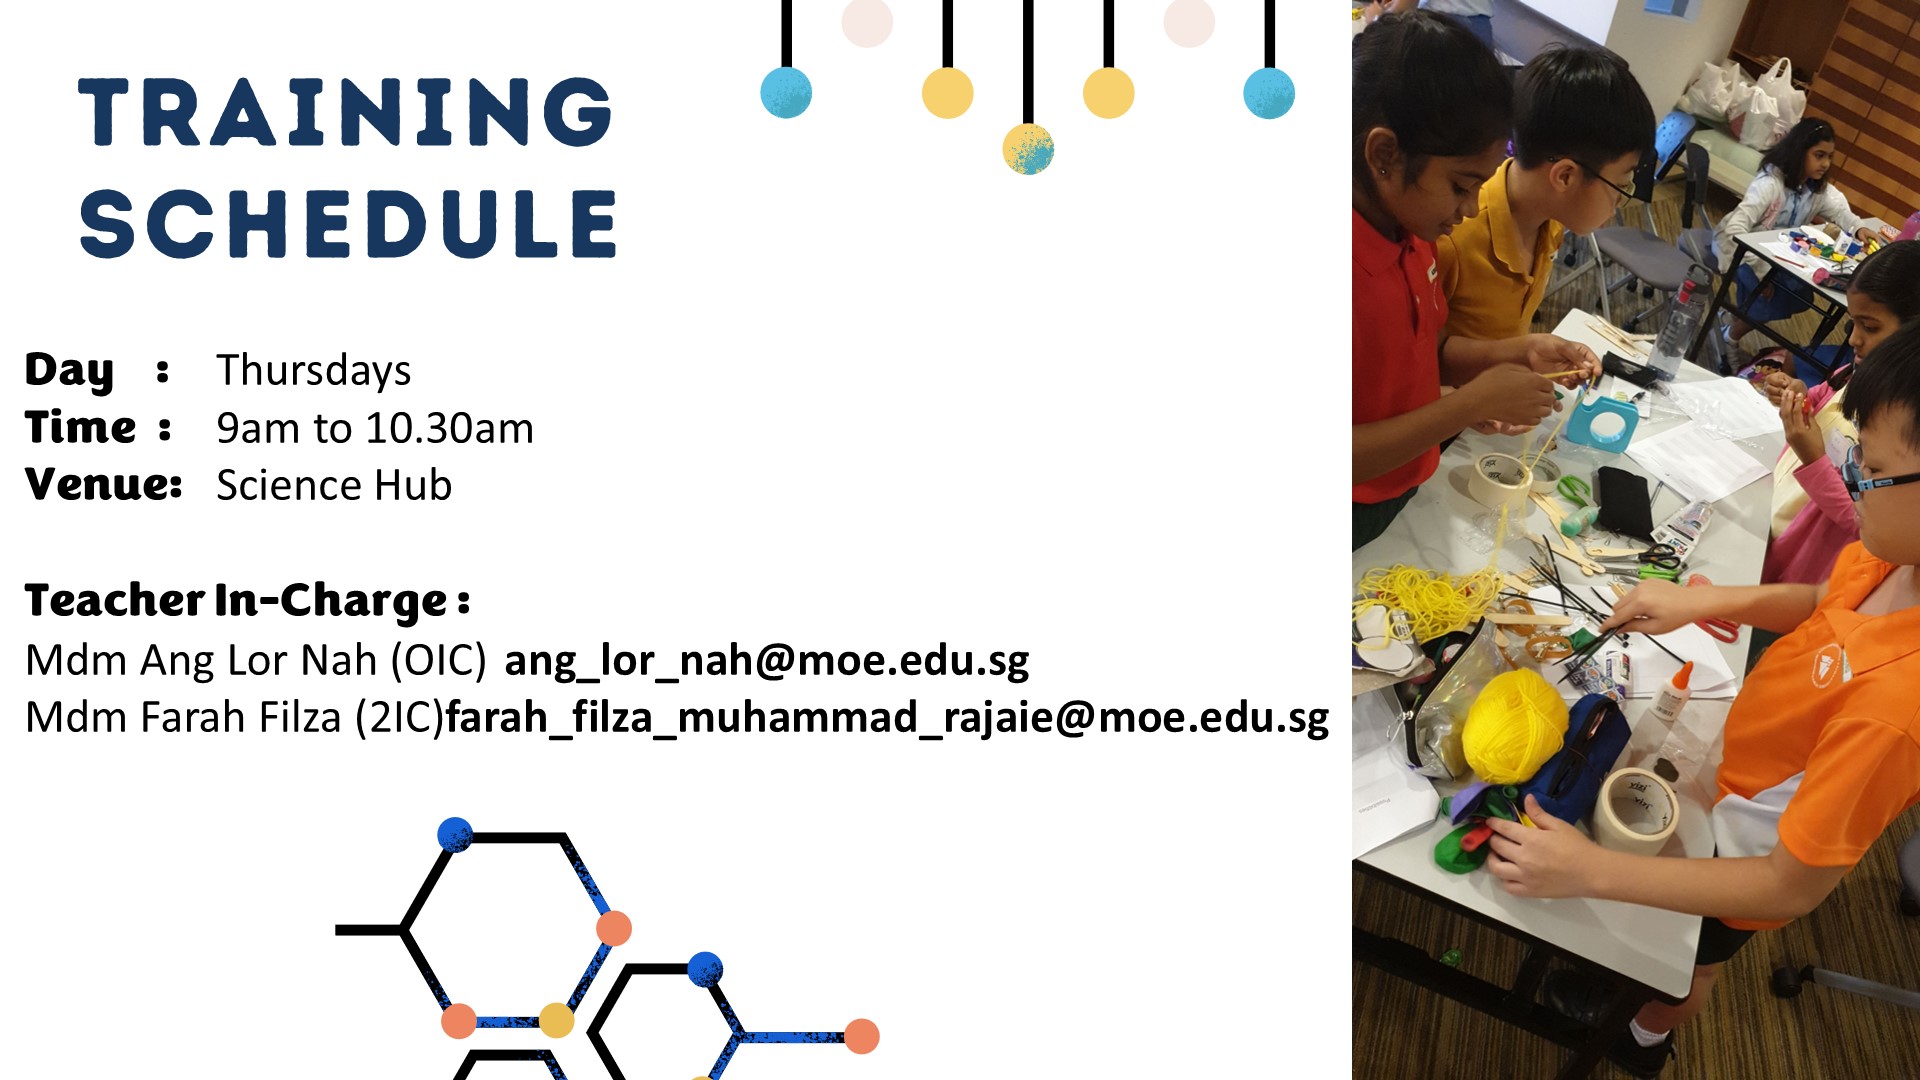 TRAINING
SCHEDULE
Day : Thursdays
Time : 9am to 10.30am
Venue: Science Hub
Teacher In-Charge :
Mdm Ang Lor Nah (OIC) ang_lor_nah@moe.edu.sg
Mdm Farah Filza (2IC)farah_filza_muhammad_rajaie@moe.edu.sg